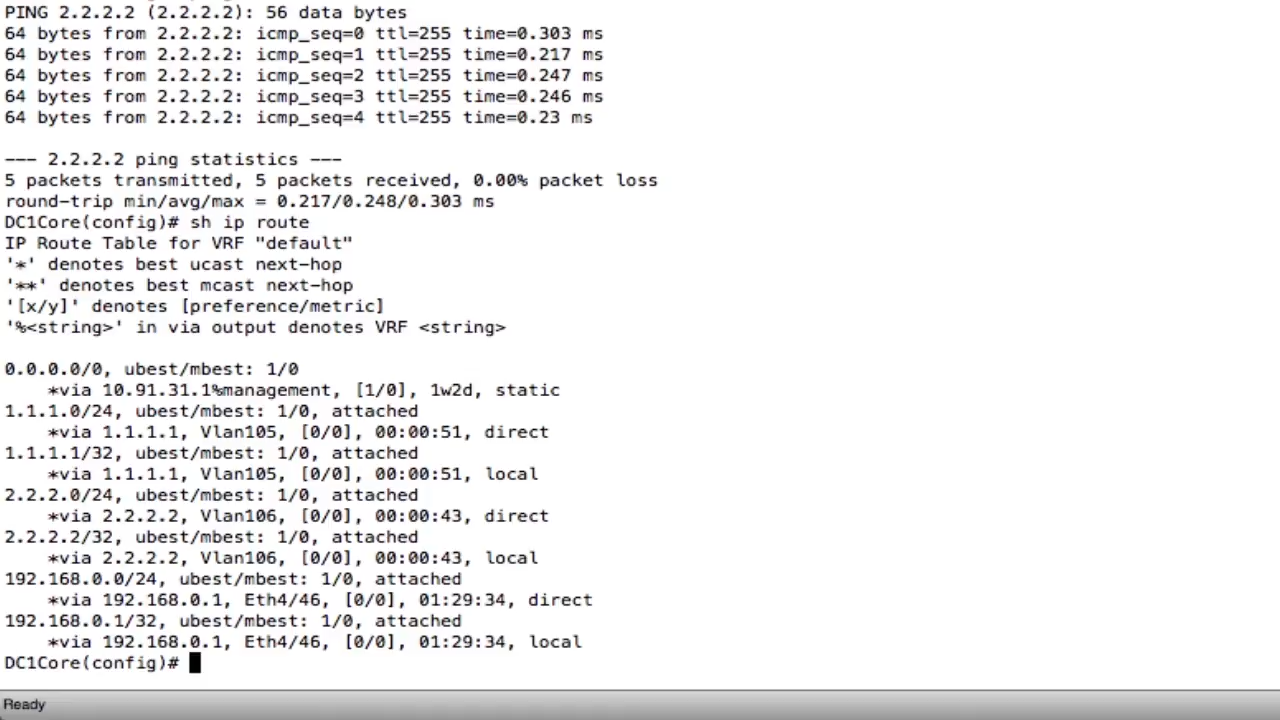 PING 2.2.2.2 (2.2.2.2): 56 data bytes
64 bytes from 2.2.2.2: icmp_seq=0 ttl=255 time=0.303 ms
64 bytes from 2.2.2.2: icmp_seq=1 ttl=255 time=0.217 ms
64 bytes from 2.2.2.2: icmp_seq=2 ttl=255 time=0.247 ms
64 bytes from 2.2.2.2: icmp_seq=3 ttl=255 time=0.246 ms
64 bytes from 2.2.2.2: icmp_seq=4 ttl=255 time=0.23 ms

--- 2.2.2.2 ping statistics ---
5 packets transmitted, 5 packets received, 0.00% packet loss
round-trip min/avg/max = 0.217/0.248/0.303 ms
DC1Core(config)# sh ip route
IP Route Table for VRF "default"
'*' denotes best ucast next-hop
'**' denotes best mcast next-hop
'[x/y]' denotes [preference/metric]
'%<string>' in via output denotes VRF <string>

0.0.0.0/0, ubest/mbest: 1/0
    *via 10.91.31.1%management, [1/0], 1w2d, static
1.1.1.0/24, ubest/mbest: 1/0, attached
    *via 1.1.1.1, Vlan105, [0/0], 00:00:51, direct
1.1.1.1/32, ubest/mbest: 1/0, attached
    *via 1.1.1.1, Vlan105, [0/0], 00:00:51, local
2.2.2.0/24, ubest/mbest: 1/0, attached
    *via 2.2.2.2, Vlan106, [0/0], 00:00:43, direct
2.2.2.2/32, ubest/mbest: 1/0, attached
    *via 2.2.2.2, Vlan106, [0/0], 00:00:43, local
192.168.0.0/24, ubest/mbest: 1/0, attached
    *via 192.168.0.1, Eth4/46, [0/0], 01:29:34, direct
192.168.0.1/32, ubest/mbest: 1/0, attached
    *via 192.168.0.1, Eth4/46, [0/0], 01:29:34, local
DC1Core(config)#
Ready